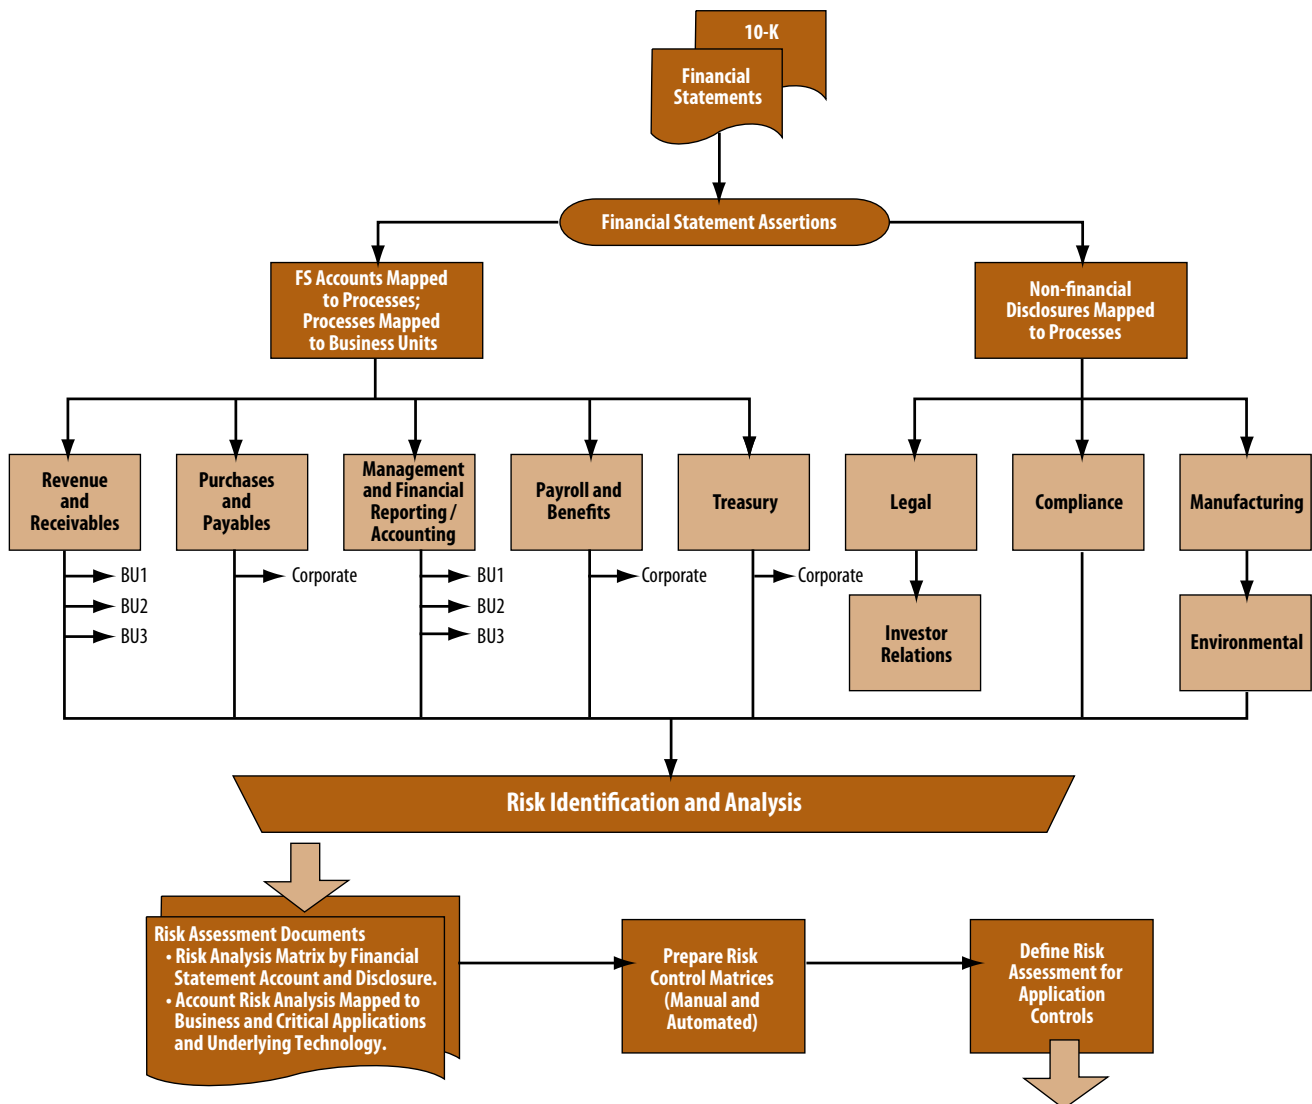 10-K
Financial
Statements
Financial Statement Assertions
FS Accounts Mapped
to Processes;
Processes Mapped
to Business Units
Non-financial
Disclosures Mapped
to Processes
Revenue
and
Receivables
Purchases
and
Payables
Management
and Financial
Reporting /
Accounting
Payroll and
Benefits
Treasury
Legal
Compliance
Manufacturing
BU1
BU2
BU3
Corporate
BU1
BU2
BU3
Corporate
Corporate
Investor
Relations
Environmental
Risk Identification and Analysis
Risk Assessment Documents
• Risk Analysis Matrix by Financial
Statement Account and Disclosure.
• Account Risk Analysis Mapped to
Business and Critical Applications
and Underlying Technology.
Prepare Risk
Control Matrices
(Manual and
Automated)
Define Risk
Assessment for
Application
Controls